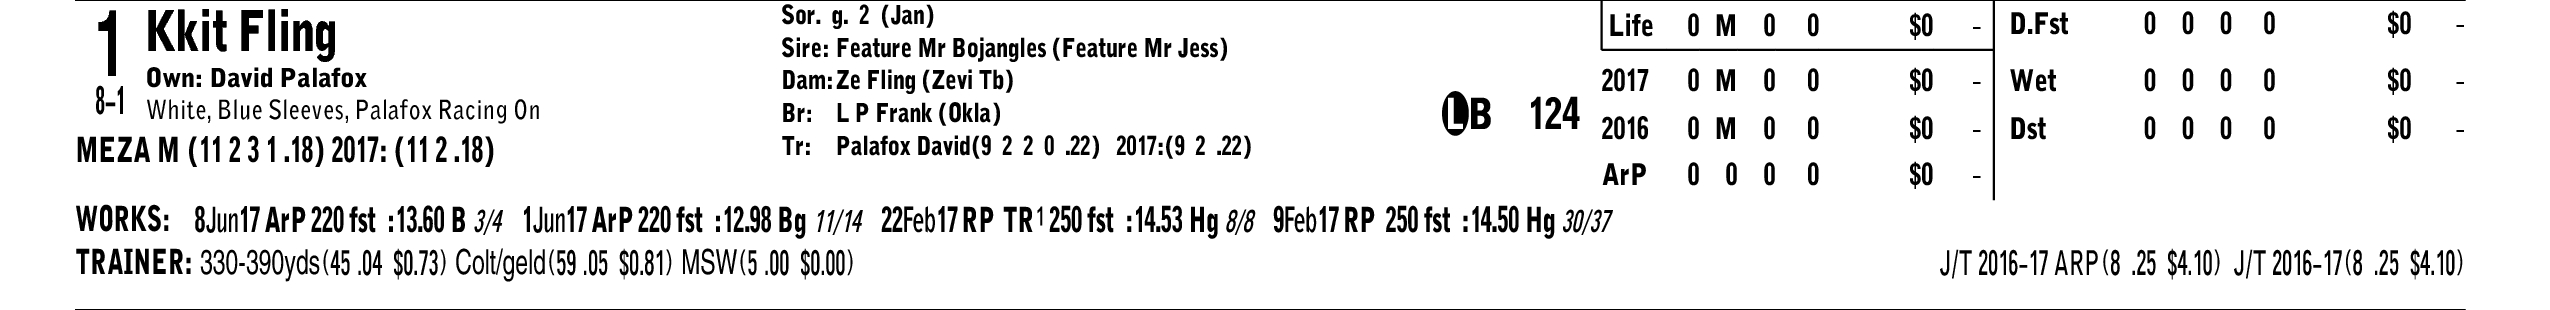 1 Kkit Fling
Own: David Palafox
8-1 White, Blue Sleeves, Palafox Racing On
MEZA M (11 2 3 1 .18) 2017: (11 2 .18)
Sor. g. 2 (Jan)
Sire: Feature Mr Bojangles (Feature Mr Jess)
Dam: Ze Fling (Zevi Tb)
Br: L P Frank (Okla)
Tr: Palafox David(9 2 2 0 .22) 2017:(9 2 .22)
LB 124
Life 0 M 0 0 $0 -
2017 0 M 0 0 $0 -
2016 0 M 0 0 $0 -
ArP 0 0 0 0 $0 -
D.Fst 0 0 0 0 $0 -
Wet 0 0 0 0 $0 -
Dst 0 0 0 0 $0 -
WORKS: 8Jun17 ArP 220 fst :13.60 B 3/4 1Jun17 ArP 220 fst :12.98 Bg 11/14 22Feb17 RP TR1 250 fst :14.53 Hg 8/8 9Feb17 RP 250 fst :14.50 Hg 30/37
TRAINER: 330-390yds(45 .04 $0.73) Colt/geld(59 .05 $0.81) MSW(5 .00 $0.00) J/T 2016-17 ARP(8 .25 $4.10) J/T 2016-17(8 .25 $4.10)